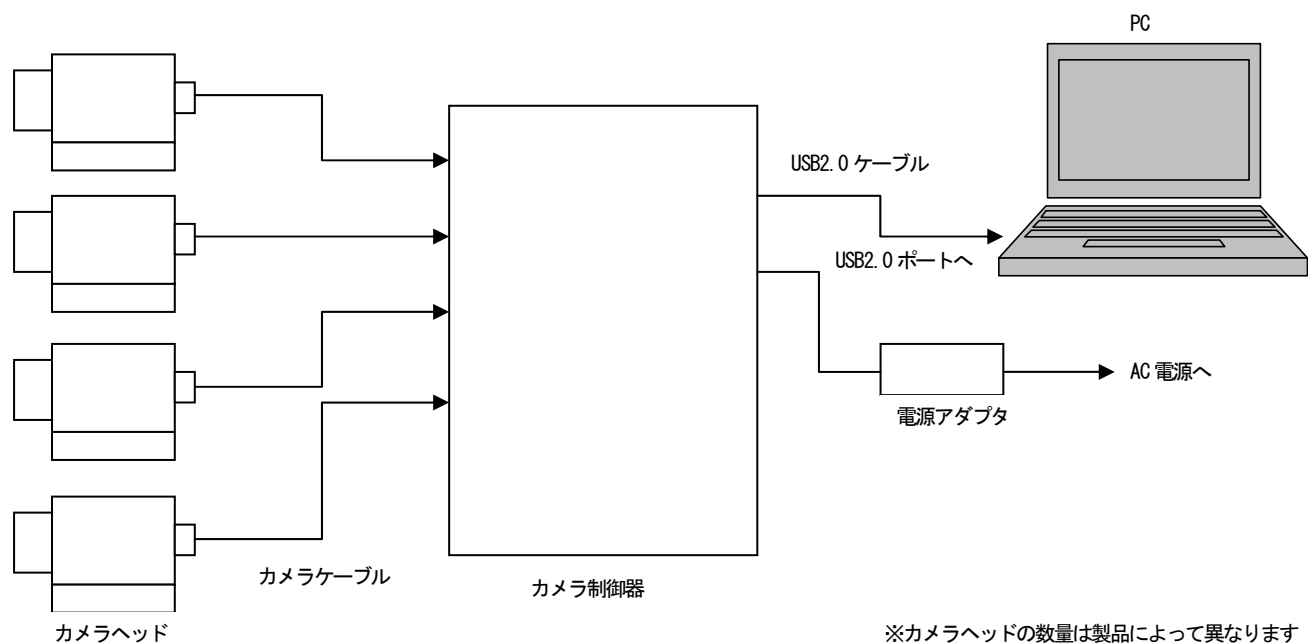 PC
USB2.0 ケーブル
USB2.0 ポートへ
AC 電源へ
電源アダプタ
カメラケーブル
カメラ制御器
カメラヘッド
※カメラヘッドの数量は製品によって異なります